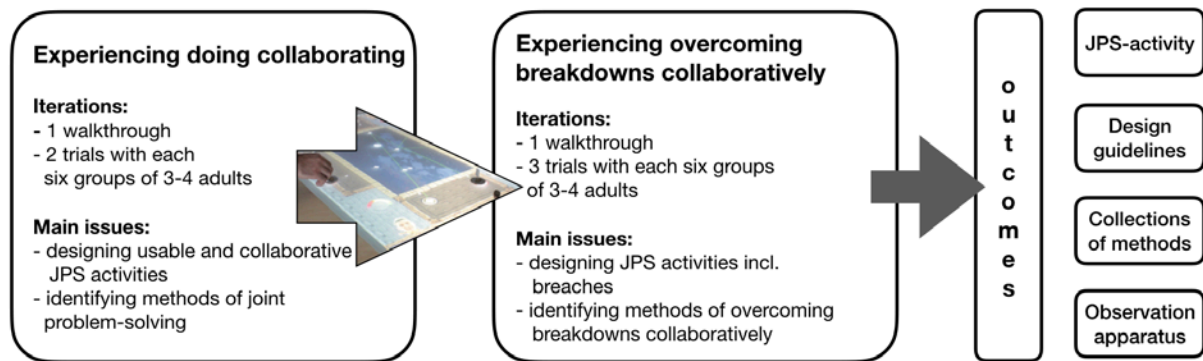 Experiencing doing collaborating
Iterations:
- 1 walkthrough
- 2 trials with each
six groups of 3-4 adults
Main issues:
- designing usable and collaborative
JPS activities
- identifying methods of joint
problem-solving
Experiencing overcoming
breakdowns collaboratively
Iterations:
- 1 walkthrough
- 3 trials with each six groups
of 3-4 adults
Main issues:
- designing JPS activities incl.
breaches
- identifying methods of overcoming
breakdowns collaboratively
outcomes
JPS-activity
Design
guidelines
Collections
of methods
Observation
apparatus